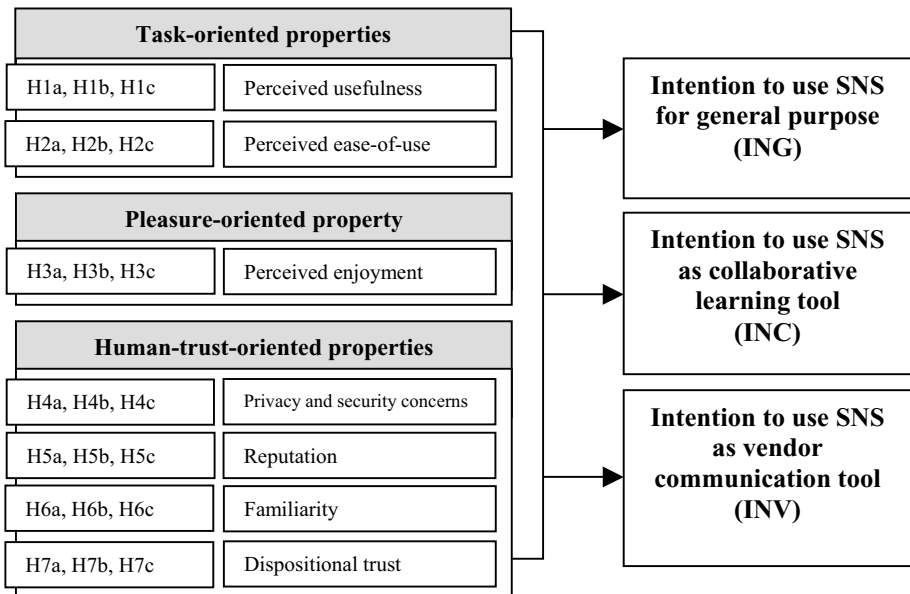 Task-oriented properties
H1a, H1b, H1c
Perceived usefulness
H2a, H2b, H2c
Perceived ease-of-use
Pleasure-oriented property
H3a, H3b, H3c
Perceived enjoyment
Human-trust-oriented properties
H4a, H4b, H4c
Privacy and security concerns
H5a, H5b, H5c
Reputation
H6a, H6b, H6c
Familiarity
H7a, H7b, H7c
Dispositional trust
Intention to use SNS
for general purpose
(ING)
Intention to use SNS
as collaborative
learning tool
(INC)
Intention to use SNS
as vendor
communication tool
(INV)